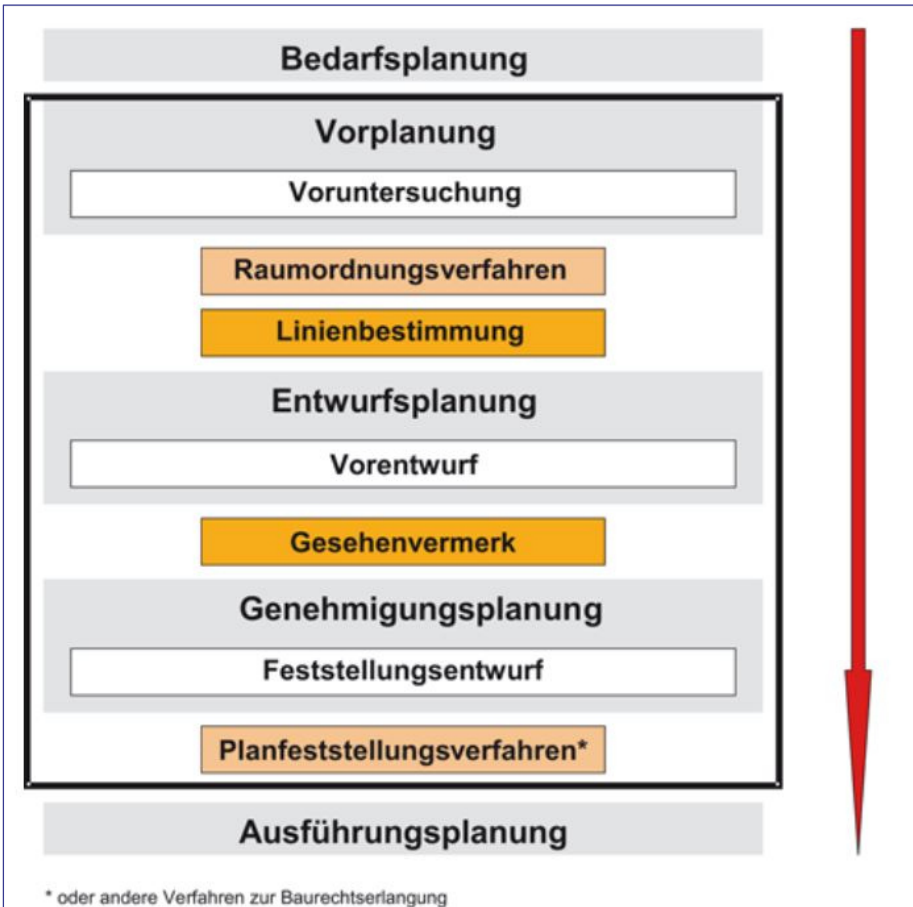 Bedarfsplanung
Vorplanung
Voruntersuchung
Raumordnungsverfahren
Linienbestimmung
Entwurfsplanung
Vorentwurf
Gesehenvermerk
Genehmigungsplanung
Feststellungsentwurf
Planfeststellungsverfahren*
Ausführungsplanung
* oder andere Verfahren zur Baurechtserlangung